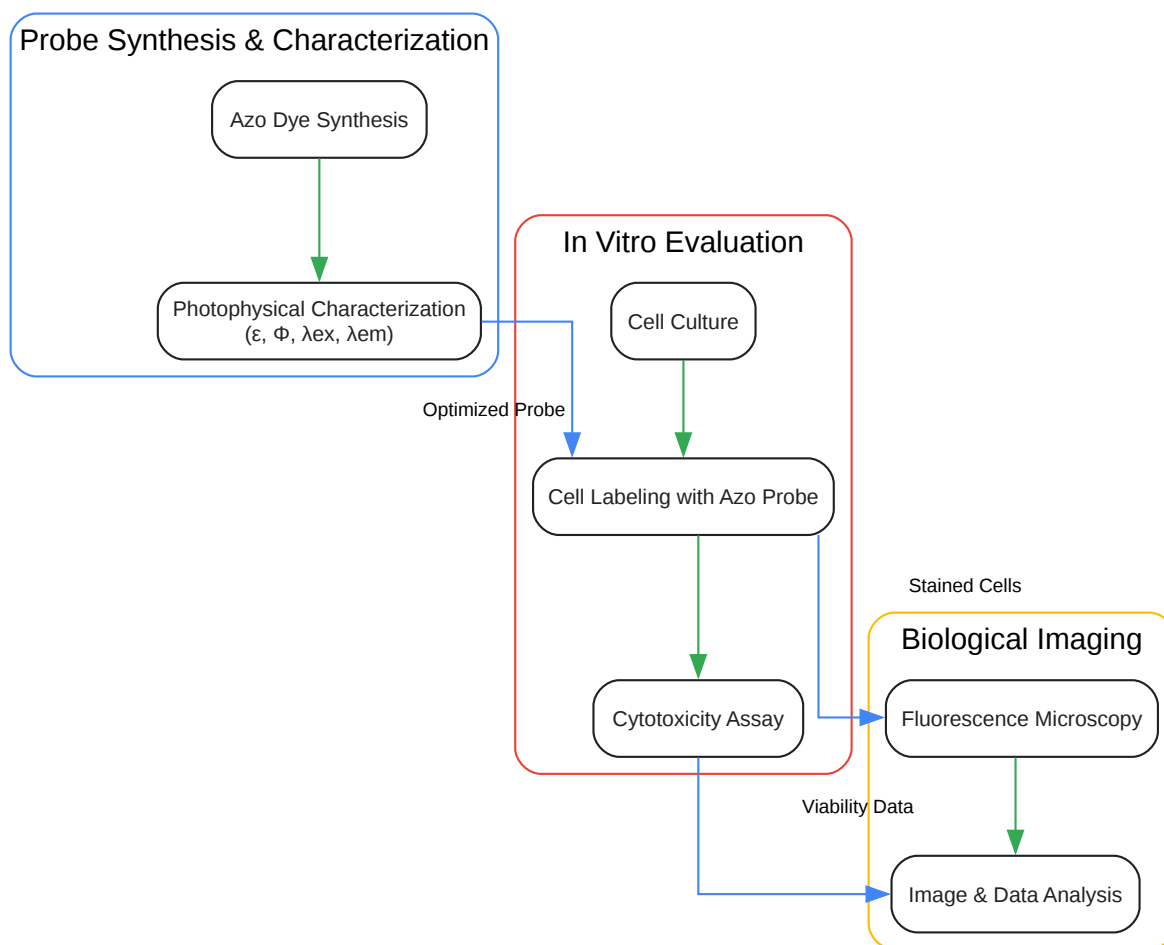 Probe Synthesis & Characterization
Azo Dye Synthesis
Photophysical Characterization
(ε, Φ, λex, λem)
Optimized Probe
In Vitro Evaluation
Cell Culture
Cell Labeling with Azo Probe
Cytotoxicity Assay
Stained Cells
Viability Data
Biological Imaging
Fluorescence Microscopy
Image & Data Analysis